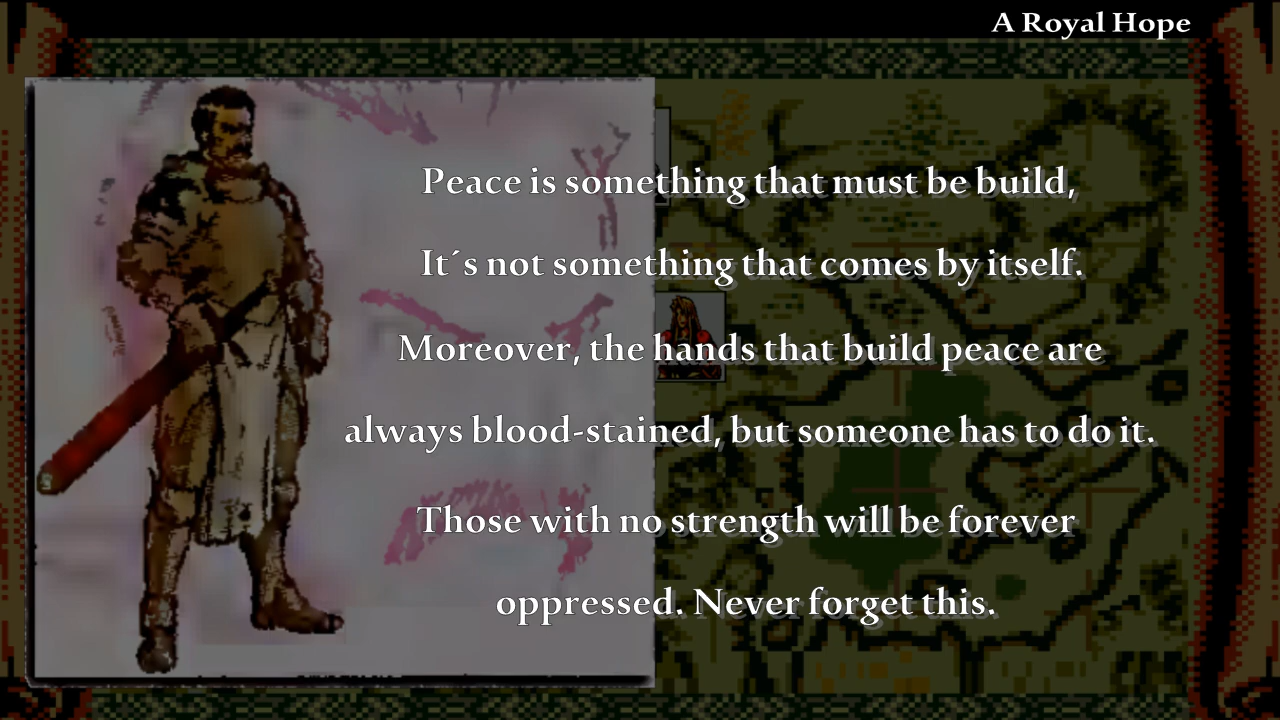 A Royal Hope
Peace is something that must be build,
It´s not something that comes by itself.
Moreover, the hands that build peace are
always blood-stained, but someone has to do it.
Those with no strength will be forever
oppressed. Never forget this.